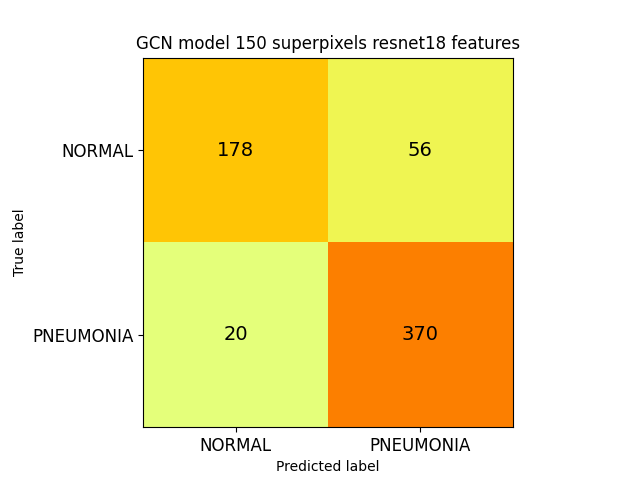 GCN model 150 superpixels resnet18 features
NORMAL
178
56
True label
PNEUMONIA
20
370
NORMAL
PNEUMONIA
Predicted label